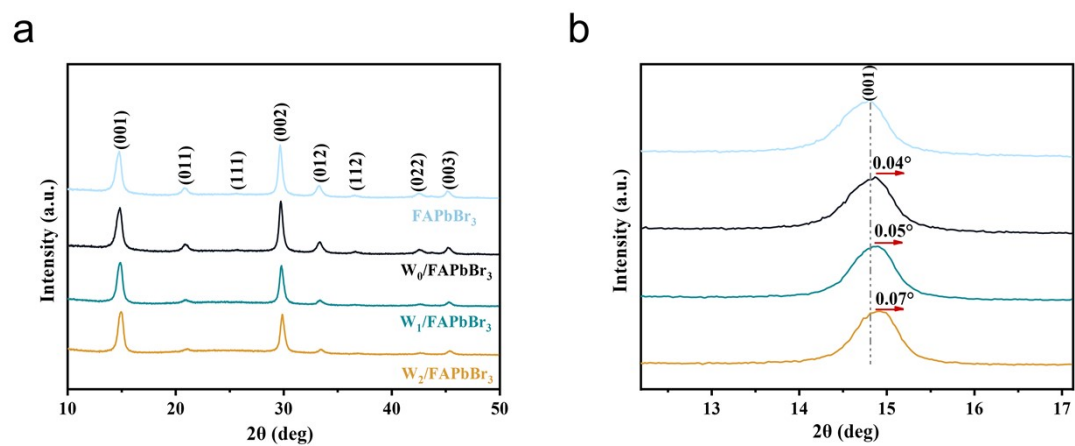 a
b
Intensity (a.u.)
(001)
(011)
(111)
(002)
(012)
(112)
(022)
(003)
FAPbBr₃
W₀/FAPbBr₃
W₁/FAPbBr₃
W₂/FAPbBr₃
10 20 30 40 50
2θ (deg)
Intensity (a.u.)
(001)
0.04°
0.05°
0.07°
13 14 15 16 17
2θ (deg)